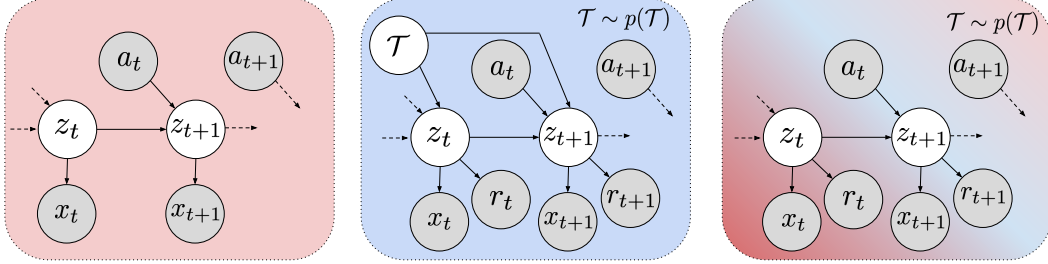 a_t
a_{t+1}
z_t
z_{t+1}
x_t
x_{t+1}
𝒯 ∼ p(𝒯)
𝒯
a_t
a_{t+1}
z_t
z_{t+1}
x_t
r_t
x_{t+1}
r_{t+1}
𝒯 ∼ p(𝒯)
a_t
a_{t+1}
z_t
z_{t+1}
x_t
r_t
x_{t+1}
r_{t+1}